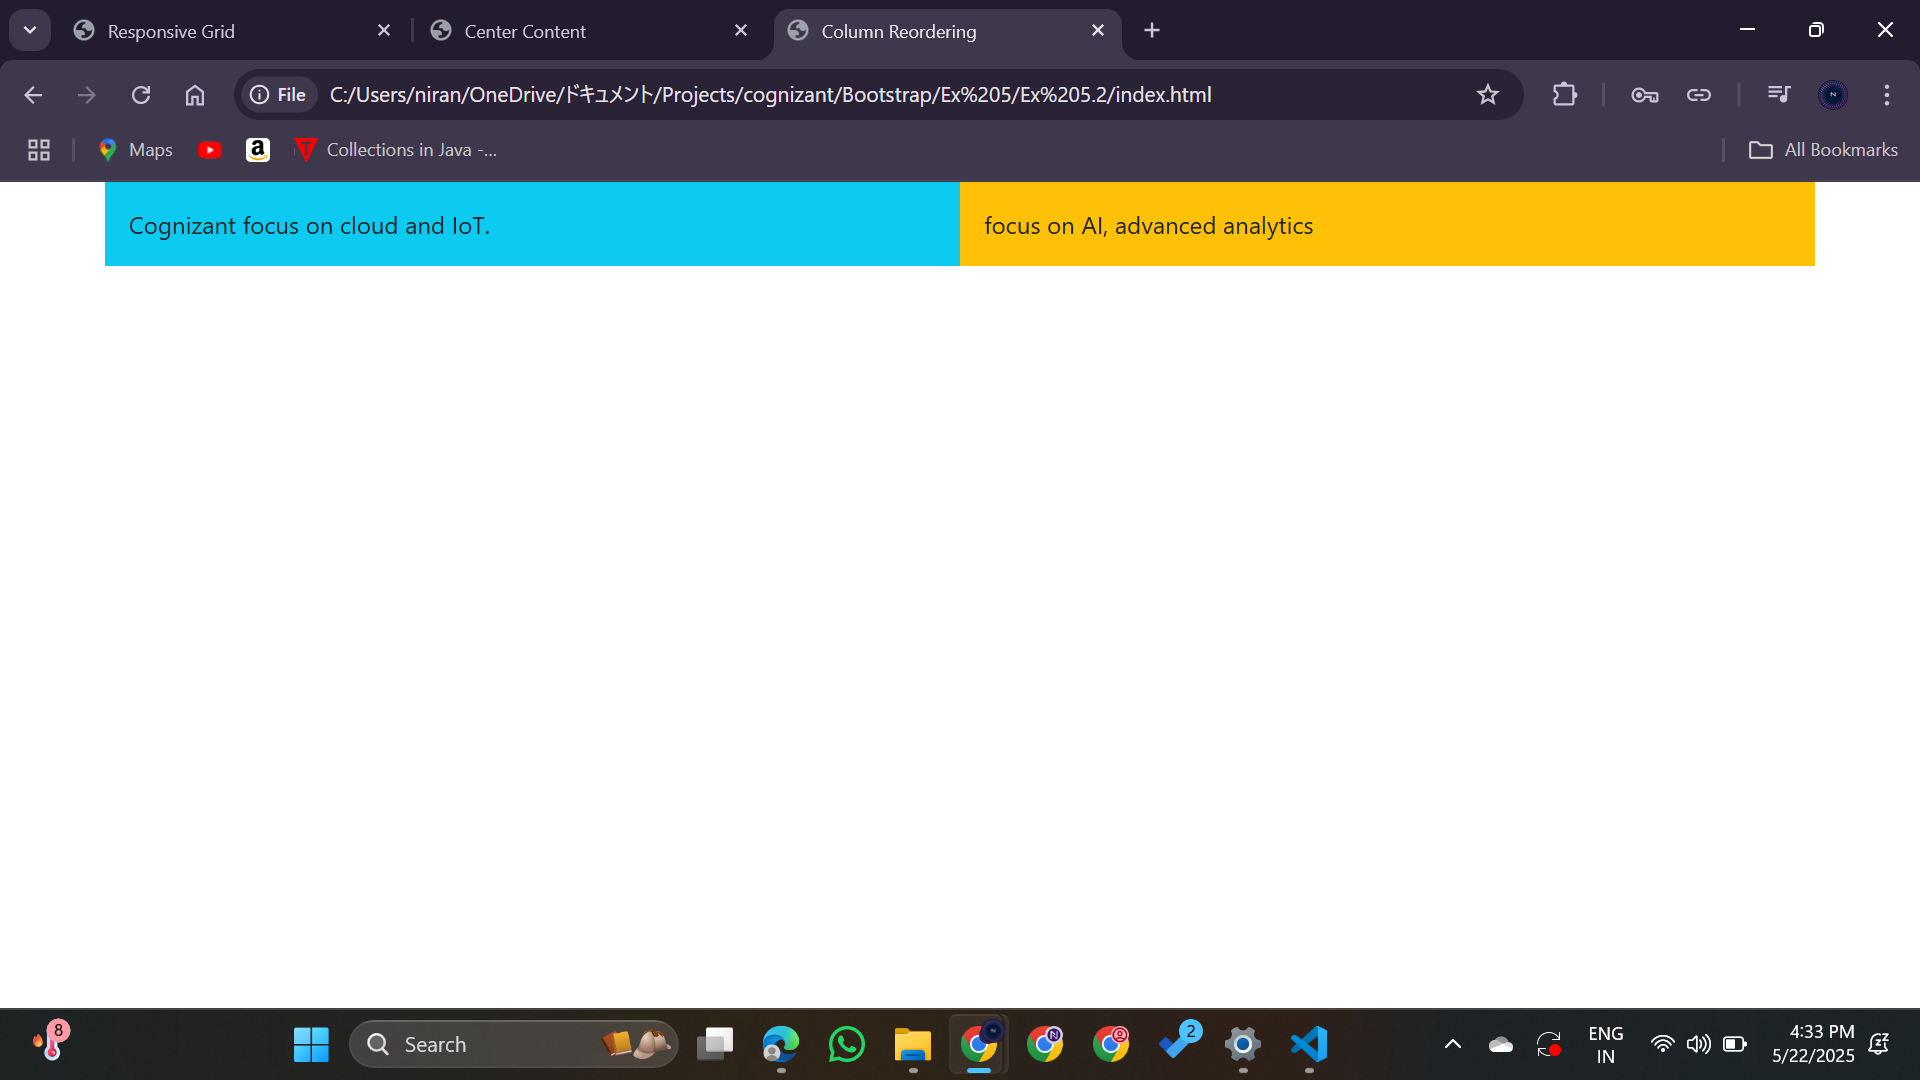 Responsive Grid
Center Content
Column Reordering
File
C:/Users/niran/OneDrive/ドキュメント/Projects/cognizant/Bootstrap/Ex%205/Ex%205.2/index.html
Maps
Collections in Java -...
All Bookmarks
Cognizant focus on cloud and IoT.
focus on AI, advanced analytics
8
Search
2
ENG
IN
4:33 PM
5/22/2025